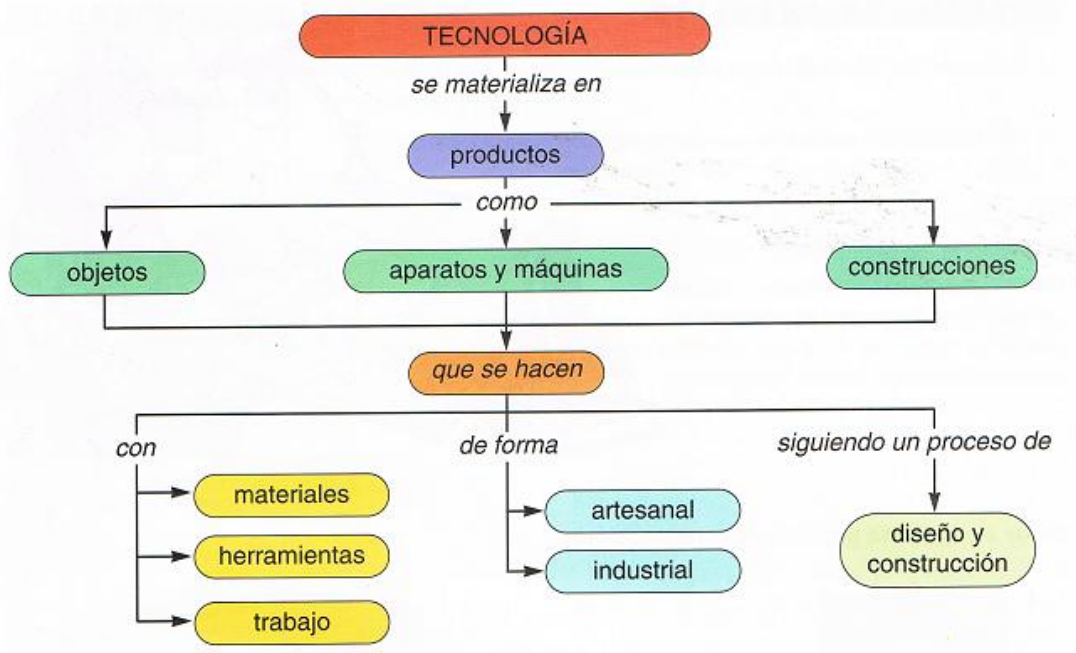 TECNOLOGÍA
se materializa en
productos
como
objetos
aparatos y máquinas
construcciones
que se hacen
con
de forma
siguiendo un proceso de
materiales
herramientas
trabajo
artesanal
industrial
diseño y
construcción